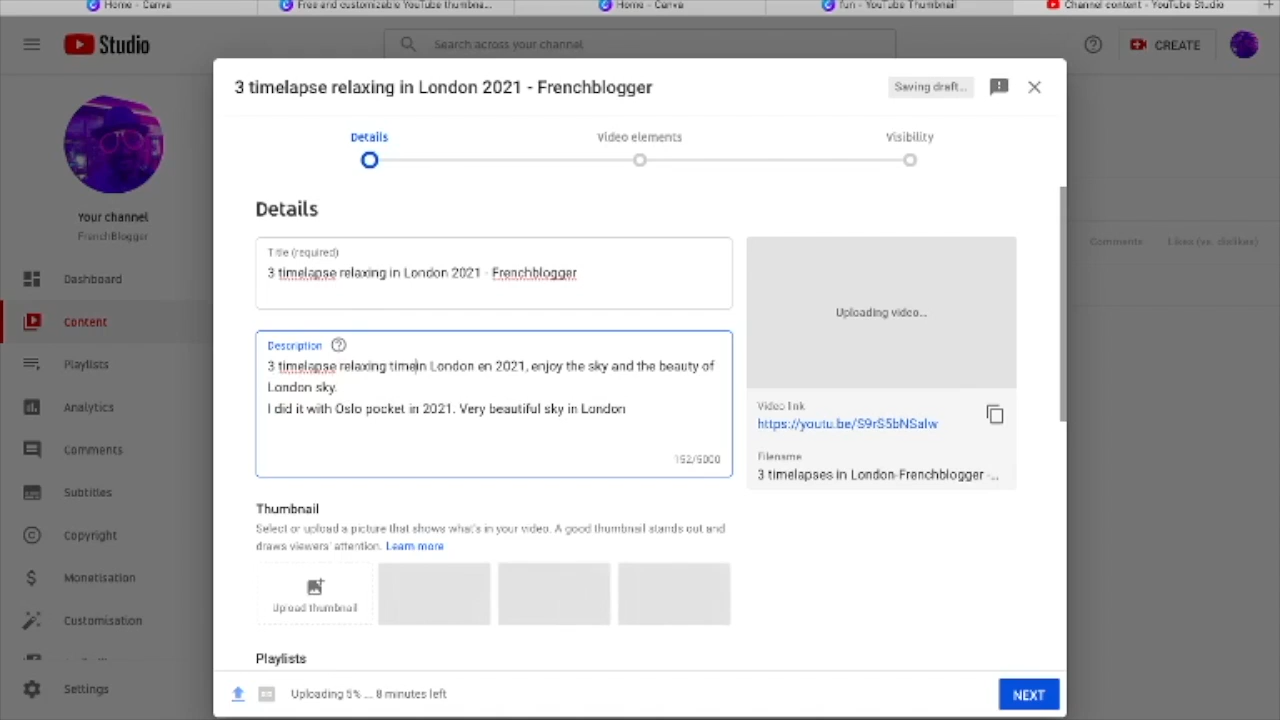 Home - Canva
Free and customizable YouTube thumbna...
Home - Canva
fun - YouTube Thumbnail
Channel content - YouTube Studio
Studio
Search across your channel
CREATE
3 timelapse relaxing in London 2021 - Frenchblogger
Saving draft...
Details
Video elements
Visibility
Your channel
FranchBlogger
Dashboard
Content
Playlists
Analytics
Comments
Subtitles
Copyright
Monetisation
Customisation
Settings
Details
Title (required)
3 timelapse relaxing in London 2021 - Frenchblogger
Description
3 timelapse relaxing timein London en 2021, enjoy the sky and the beauty of
London sky.
I did it with Oslo pocket in 2021. Very beautiful sky in London
152/5000
Uploading video...
Video link
https://youtu.be/S9rS5bNSalw
Filename
3 timelapses in London-Frenchblogger -...
Thumbnail
Select or upload a picture that shows what's in your video. A good thumbnail stands out and
draws viewers' attention. Learn more
Upload thumbnail
Playlists
Uploading 5% ... 8 minutes left
NEXT
Comments
Likes (vs. dislikes)